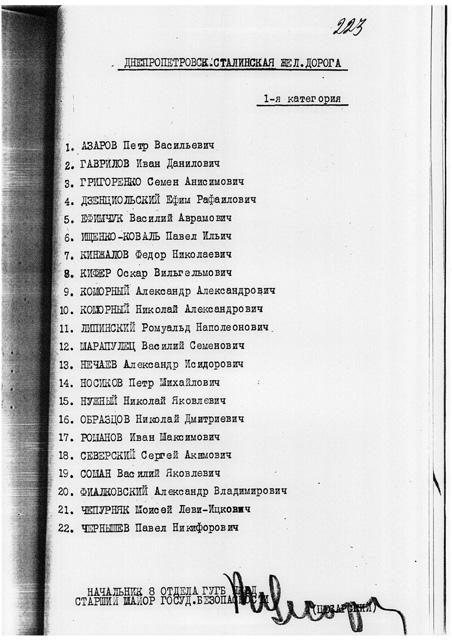 223
ДНЕПРОПЕТРОВСК.СТАЛИНСКАЯ ЖЕЛ.ДОРОГА
1-я категория
1. АЗАРОВ Петр Васильевич
2. ГАВРИЛОВ Иван Данилович
3. ГРИГОРЕНКО Семен Анисимович
4. ДЗЕНЦИОЛЬСКИЙ Ефим Рафаилович
5. ЕФИМЧУК Василий Аврамович
6. ИЩЕНКО-КОВАЛЬ Павел Ильич
7. КИНЖАЛОВ Федор Николаевич
8. КИФЕР Оскар Вильгельмович
9. КОМОРНЫЙ Александр Александрович
10. КОМОРНЫЙ Николай Александрович
11. ЛИПИНСКИЙ Ромуальд Наполеонович
12. МАРАПУЛЕЦ Василий Семенович
13. НЕЧАЕВ Александр Исидорович
14. НОСИКОВ Петр Михайлович
15. НУЖНЫЙ Николай Яковлевич
16. ОБРАЗЦОВ Николай Дмитриевич
17. РОМАНОВ Иван Максимович
18. СЕВЕРСКИЙ Сергей Акимович
19. СОМАН Василий Яковлевич
20. ФИАЛКОВСКИЙ Александр Владимирович
21. ЧЕПУРНЯК Моисей Леви-Ицкович
22. ЧЕРНЫШЕВ Павел Никифорович
НАЧАЛЬНИК 8 ОТДЕЛА ГУГБ НКВД
СТАРШИЙ МАЙОР ГОСУД.БЕЗОПАСНОСТИ
(ЦЕСАРСКИЙ)